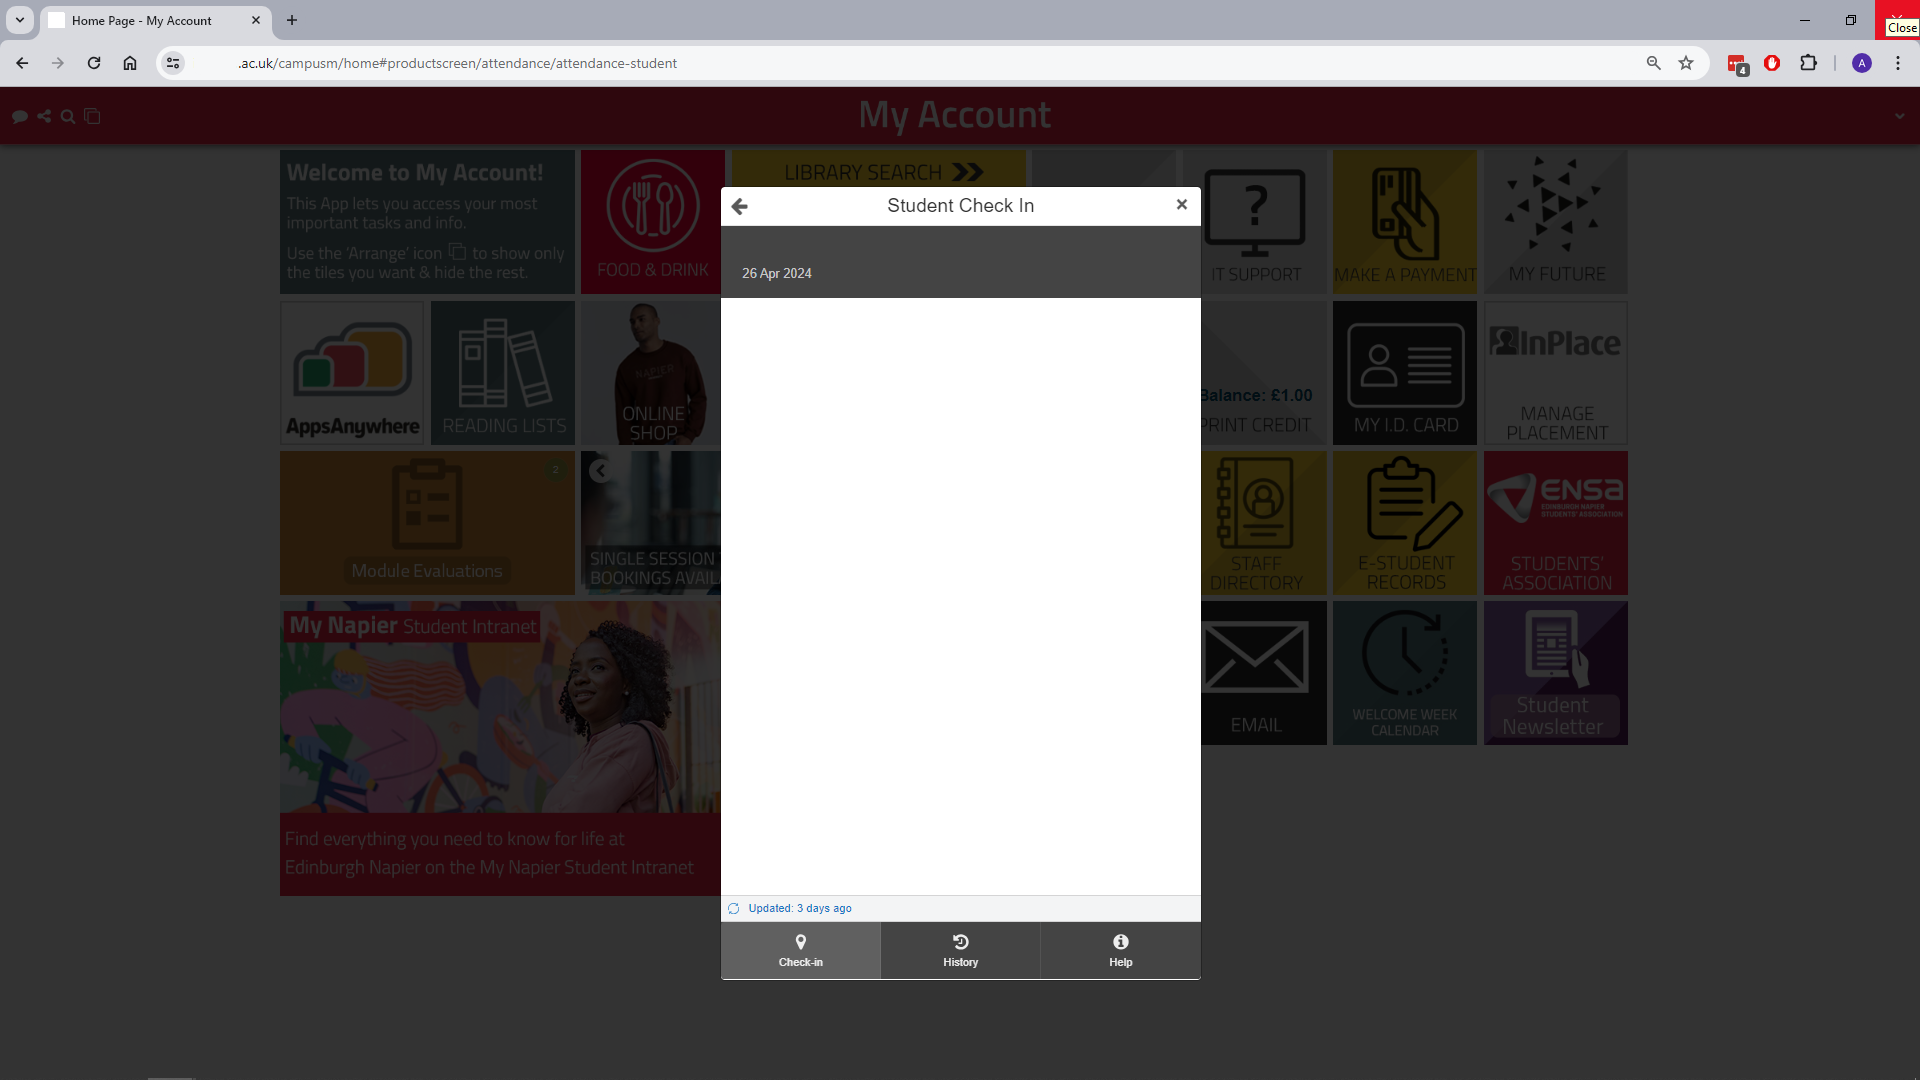 Home Page - My Account
Close
.ac.uk/campusm/home#productscreen/attendance/attendance-student
4
A
My Account
Welcome to My Account!
This App lets you access your most
important tasks and info.
Use the 'Arrange' icon to show only
the tiles you want & hide the rest.
FOOD & DRINK
LIBRARY SEARCH
?
IT SUPPORT
MAKE A PAYMENT
MY FUTURE
Student Check In
26 Apr 2024
AppsAnywhere
READING LISTS
NAPIER
ONLINE
SHOP
Balance: £1.00
PRINT CREDIT
MY I.D. CARD
InPlace
MANAGE
PLACEMENT
2
Module Evaluations
SINGLE SESSION
BOOKINGS AVAIL
STAFF
DIRECTORY
E-STUDENT
RECORDS
ENSA
EDINBURGH NAPIER
STUDENTS' ASSOCIATION
STUDENTS'
ASSOCIATION
My Napier Student Intranet
Find everything you need to know for life at
Edinburgh Napier on the My Napier Student Intranet
EMAIL
WELCOME WEEK
CALENDAR
Student
Newsletter
Updated: 3 days ago
Check-in
History
Help